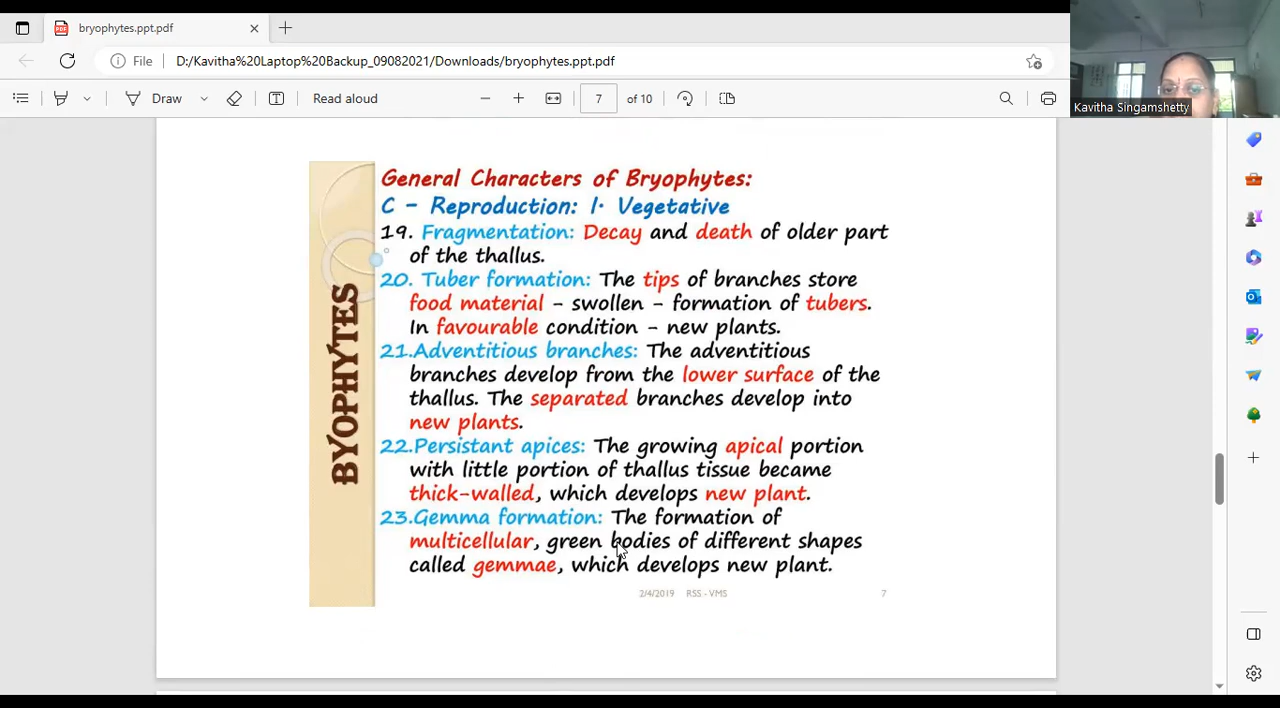 bryophytes.ppt.pdf
File
D:/Kavitha%20Laptop%20Backup_09082021/Downloads/bryophytes.ppt.pdf
Draw
Read aloud
7
of 10
Kavitha Singamshetty
BYOPHYTES
General Characters of Bryophytes:
C - Reproduction: 1. Vegetative
19. Fragmentation: Decay and death of older part
of the thallus.
20. Tuber formation: The tips of branches store
food material - swollen - formation of tubers.
In favourable condition - new plants.
21.Adventitious branches: The adventitious
branches develop from the lower surface of the
thallus. The separated branches develop into
new plants.
22.Persistant apices: The growing apical portion
with little portion of thallus tissue became
thick-walled, which develops new plant.
23.Gemma formation: The formation of
multicellular, green bodies of different shapes
called gemmae, which develops new plant.
2/4/2019 RSS - VMS 7